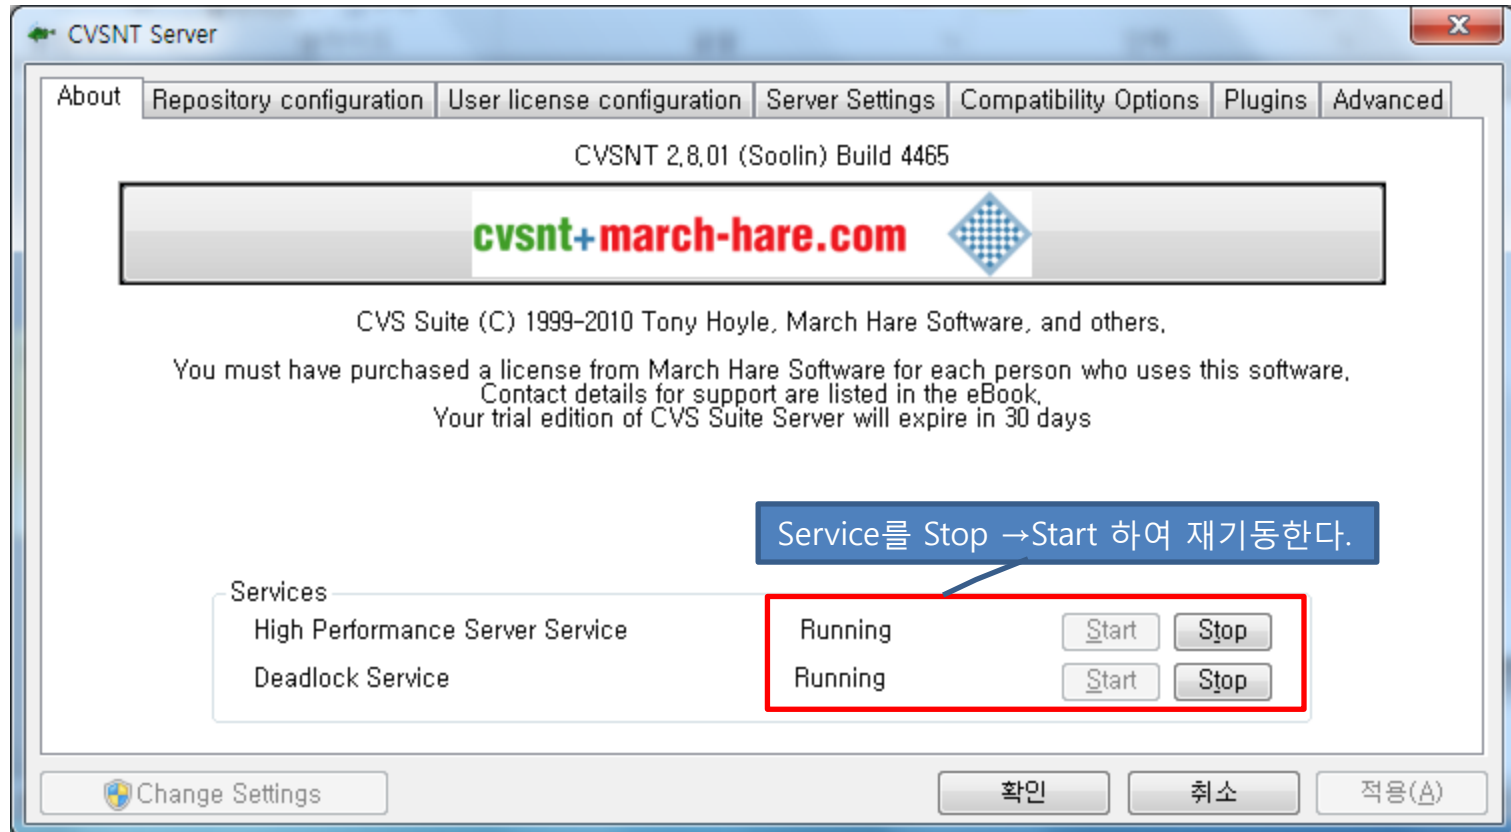 CVSNT Server
About Repository configuration User license configuration Server Settings Compatibility Options Plugins Advanced
CVSNT 2,8,01 (Soolin) Build 4465
cvsnt+march-hare.com
CVS Suite (C) 1999-2010 Tony Hoyle, March Hare Software, and others,
You must have purchased a license from March Hare Software for each person who uses this software,
Contact details for support are listed in the eBook,
Your trial edition of CVS Suite Server will expire in 30 days
Service를 Stop →Start 하여 재기동한다.
Services
High Performance Server Service Running Start Stop
Deadlock Service Running Start Stop
Change Settings 확인 취소 적용(A)